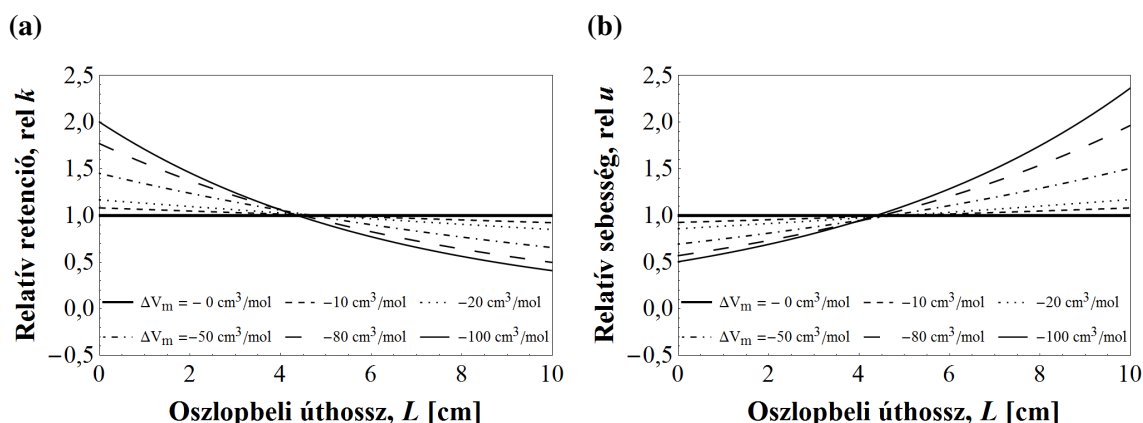 (a)
Relatív retenció, rel k
2,5
2,0
1,5
1,0
0,5
0,0
−0,5
ΔVm = − 0 cm³/mol −10 cm³/mol −20 cm³/mol
ΔVm =−50 cm³/mol −80 cm³/mol −100 cm³/mol
0 2 4 6 8 10
Oszlopbeli úthossz, L [cm]
(b)
Relatív sebesség, rel u
2,5
2,0
1,5
1,0
0,5
0,0
−0,5
ΔVm = − 0 cm³/mol −10 cm³/mol −20 cm³/mol
ΔVm =−50 cm³/mol −80 cm³/mol −100 cm³/mol
0 2 4 6 8 10
Oszlopbeli úthossz, L [cm]